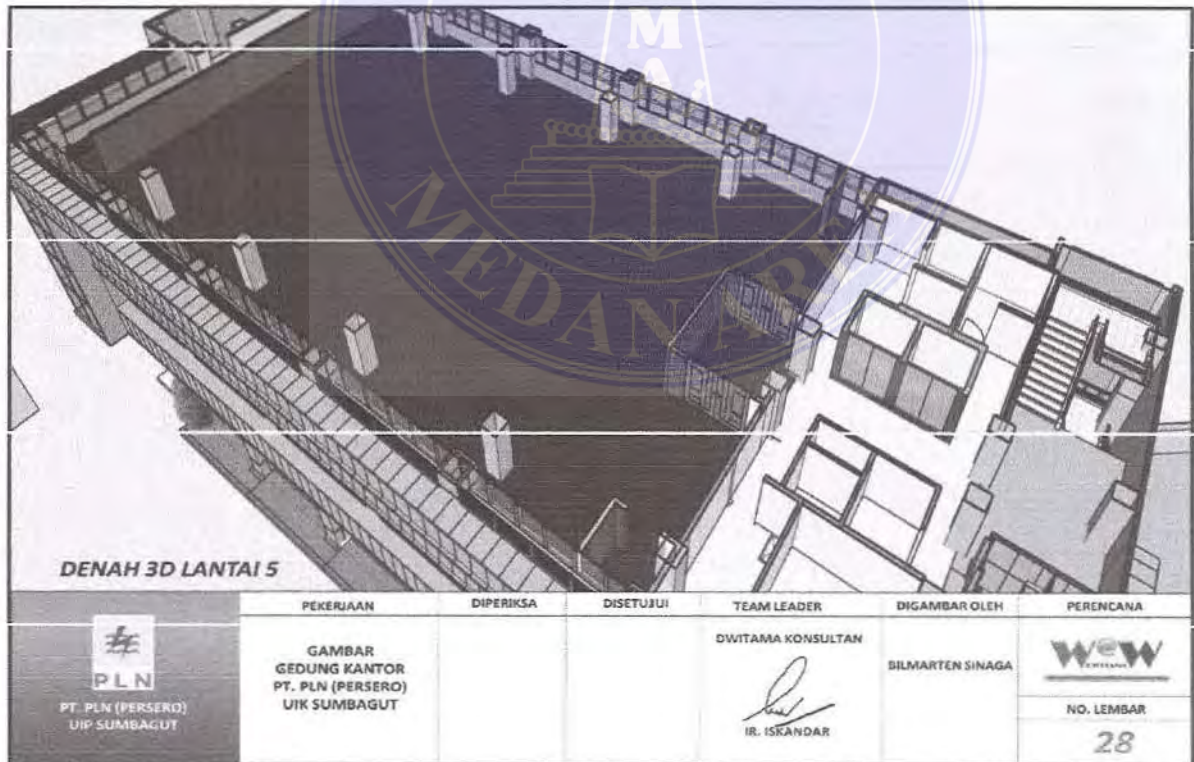 M
A
MEDAN ARE
DENAH 3D LANTAI 5
PLN
PT. PLN (PERSERO)
UIP SUMBAGUT
PEKERJAAN
GAMBAR
GEDUNG KANTOR
PT. PLN (PERSERO)
UIK SUMBAGUT
DIPERIKSA
DISETUJUI
TEAM LEADER
DWITAMA KONSULTAN
IR. ISKANDAR
DIGAMBAR OLEH
BILMARTEN SINAGA
PERENCANA
W@W
NO. LEMBAR
28